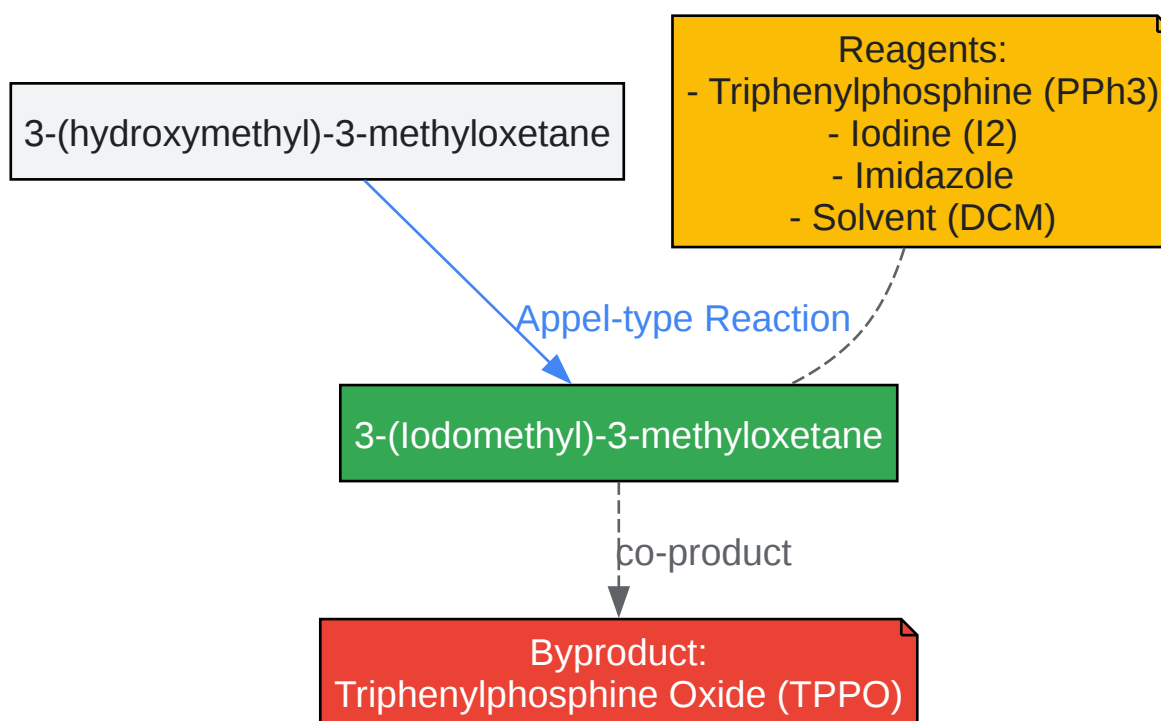 Reagents:
- Triphenylphosphine (PPh3)
- Iodine (I2)
- Imidazole
- Solvent (DCM)
3-(hydroxymethyl)-3-methyloxetane
Appel-type Reaction
3-(Iodomethyl)-3-methyloxetane
co-product
Byproduct:
Triphenylphosphine Oxide (TPPO)